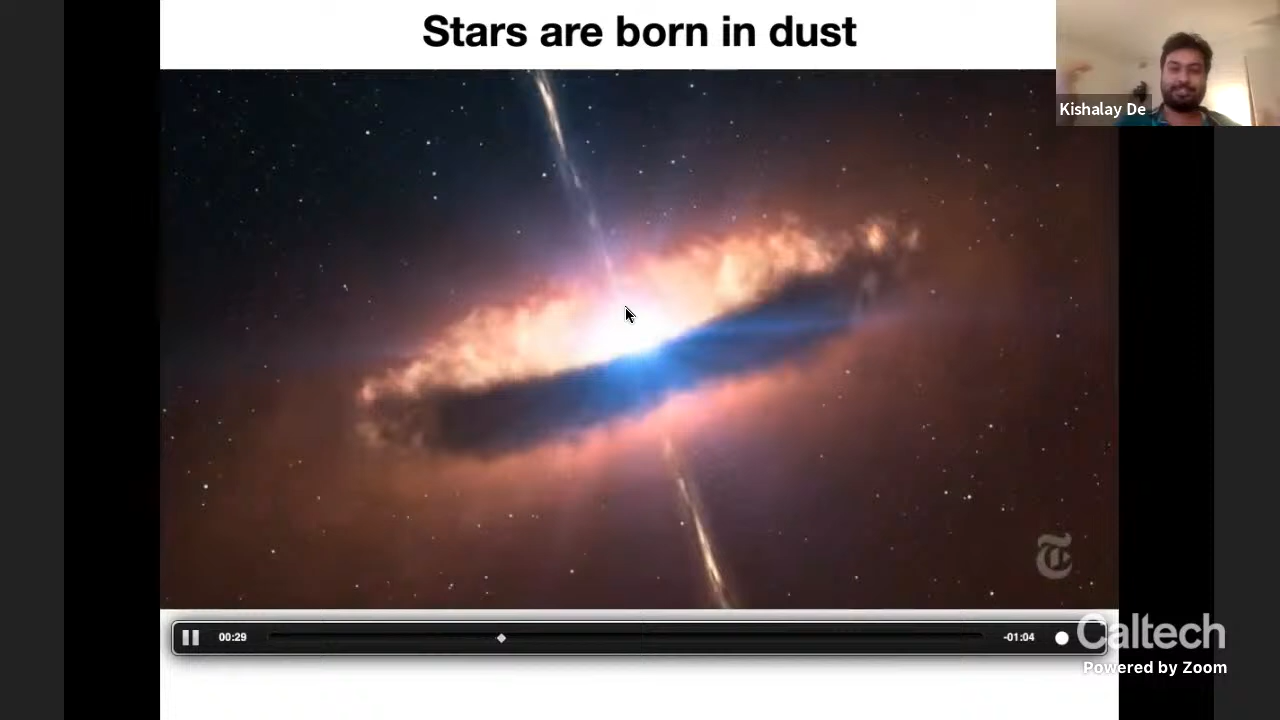 Stars are born in dust
Kishalay De
T
00:29
-01:04
Caltech
Powered by Zoom